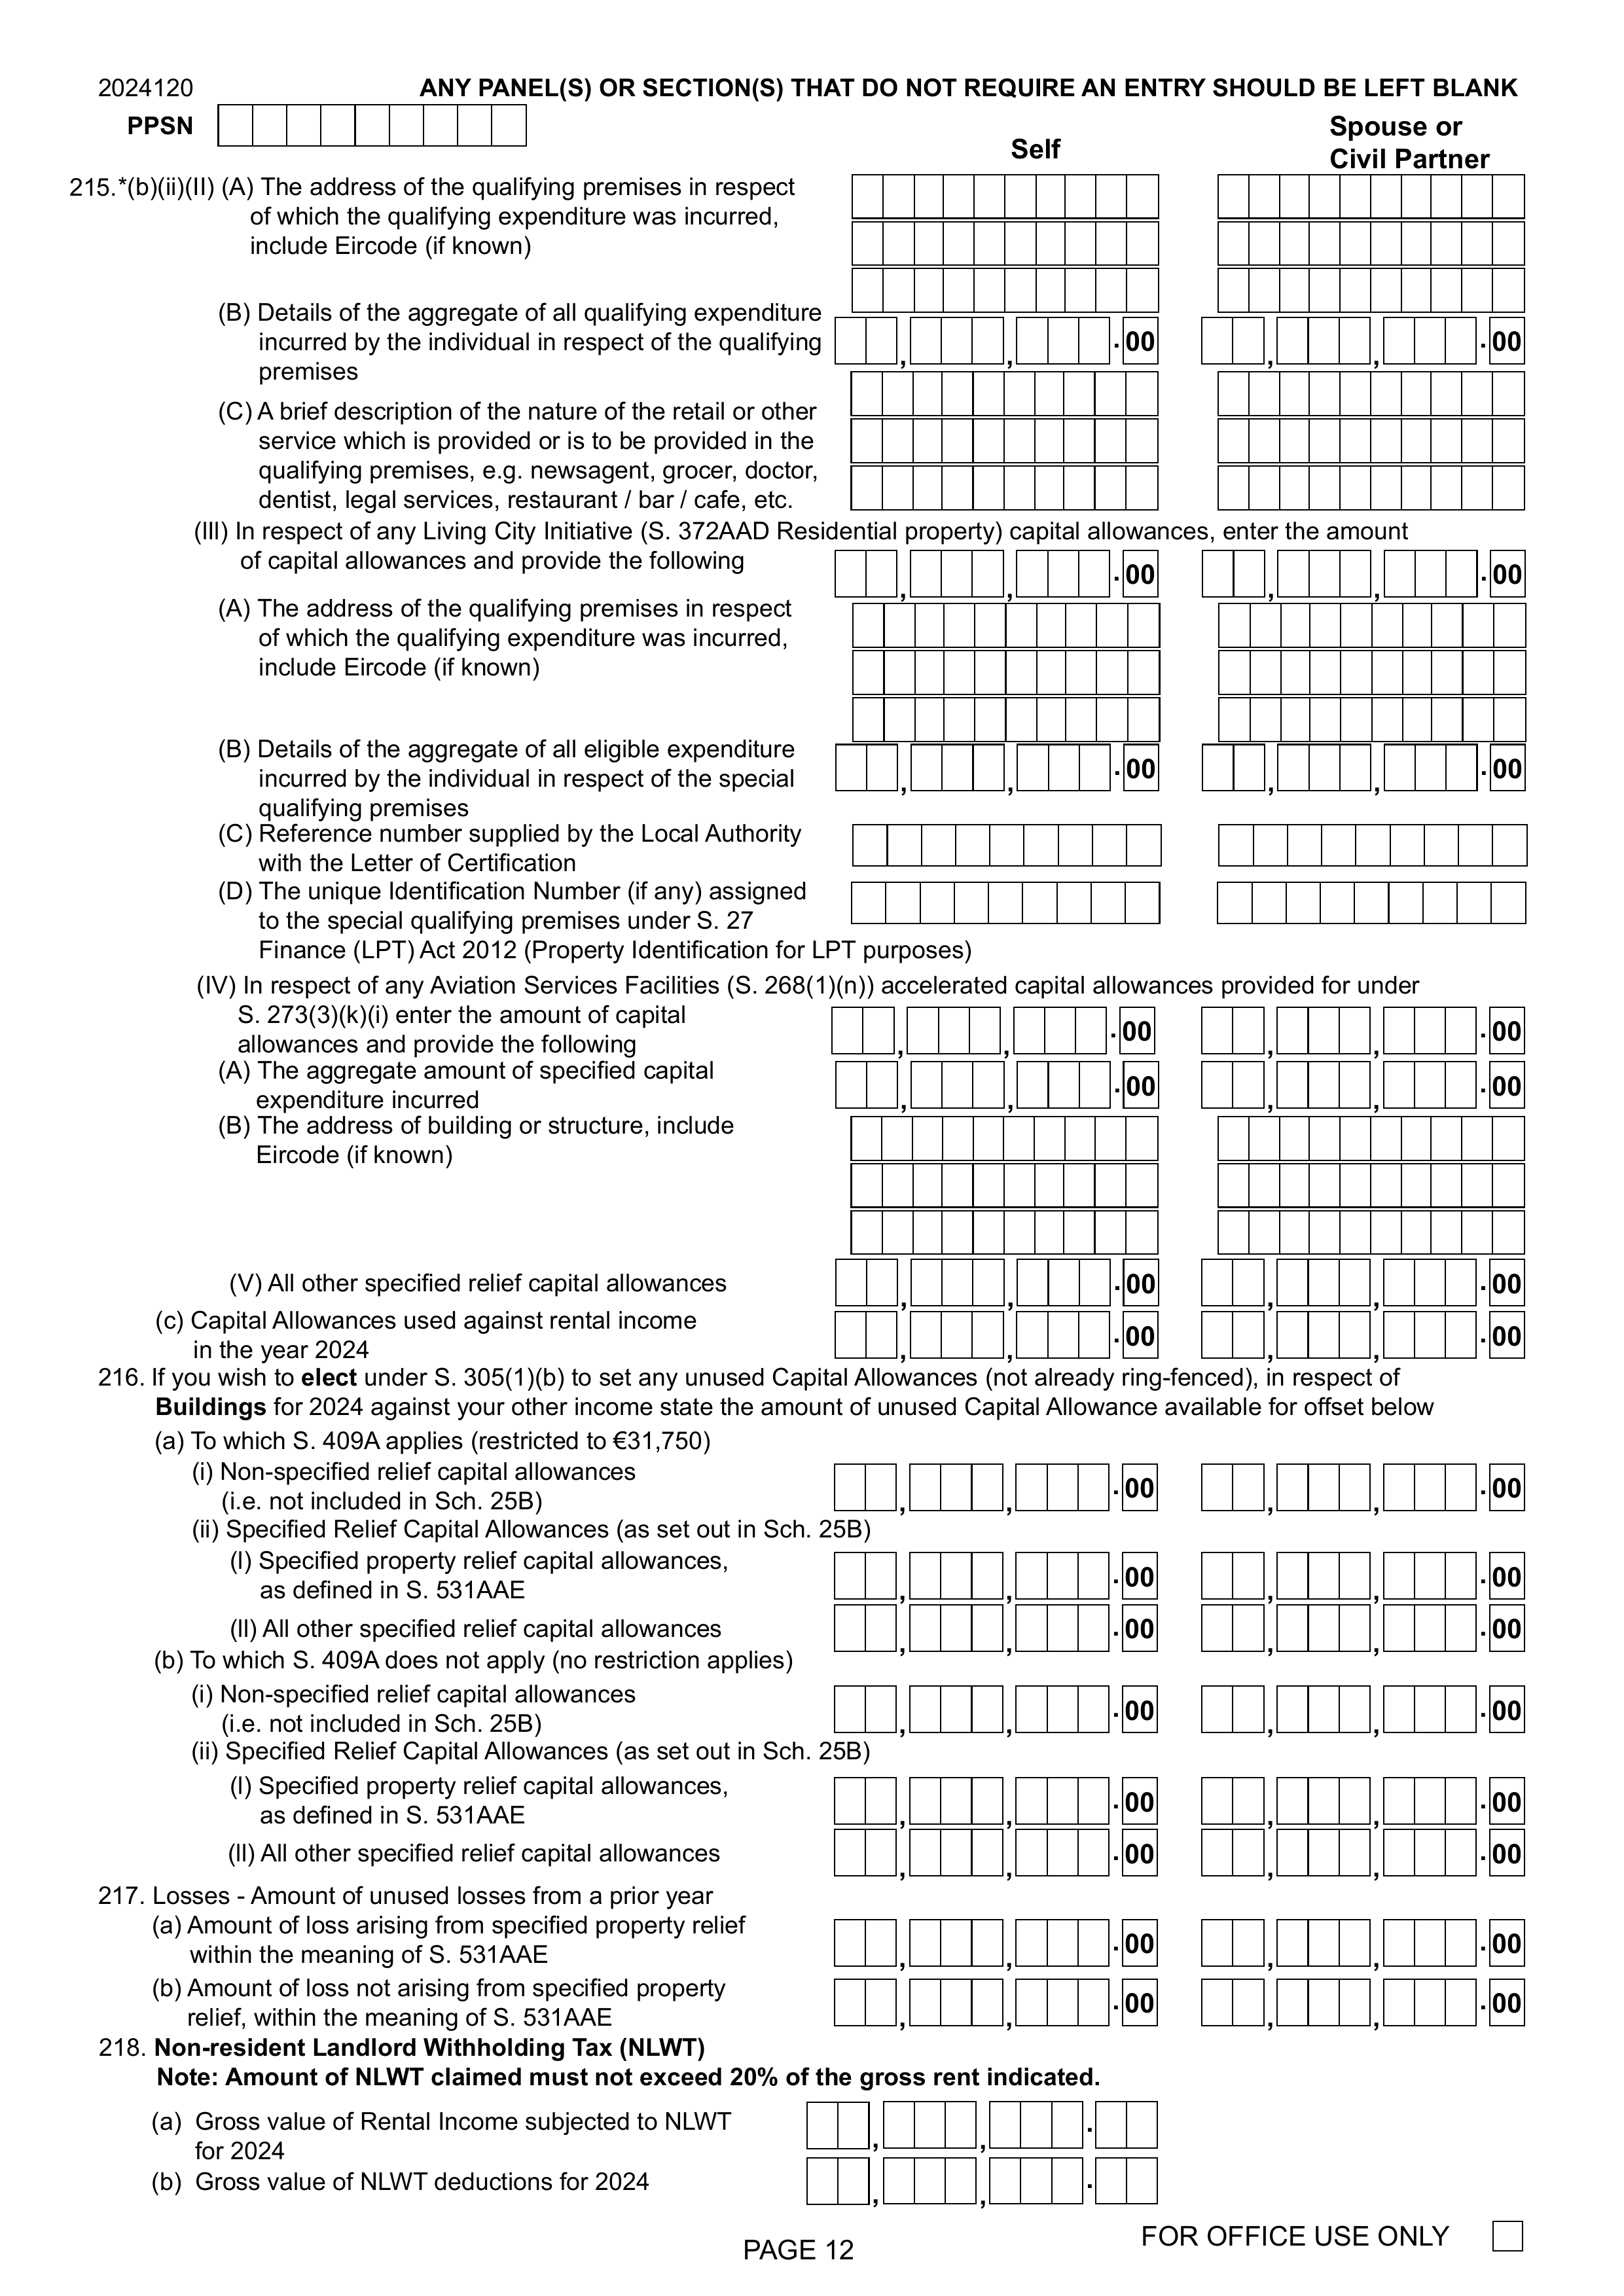 2024120 ANY PANEL(S) OR SECTION(S) THAT DO NOT REQUIRE AN ENTRY SHOULD BE LEFT BLANK
PPSN
Self
Spouse or
Civil Partner
215.*(b)(ii)(II) (A) The address of the qualifying premises in respect
of which the qualifying expenditure was incurred,
include Eircode (if known)
(B) Details of the aggregate of all qualifying expenditure
incurred by the individual in respect of the qualifying , , .00 , , .00
premises
(C) A brief description of the nature of the retail or other
service which is provided or is to be provided in the
qualifying premises, e.g. newsagent, grocer, doctor,
dentist, legal services, restaurant / bar / cafe, etc.
(III) In respect of any Living City Initiative (S. 372AAD Residential property) capital allowances, enter the amount
of capital allowances and provide the following , , .00 , , .00
(A) The address of the qualifying premises in respect
of which the qualifying expenditure was incurred,
include Eircode (if known)
(B) Details of the aggregate of all eligible expenditure
incurred by the individual in respect of the special , , .00 , , .00
qualifying premises
(C) Reference number supplied by the Local Authority
with the Letter of Certification
(D) The unique Identification Number (if any) assigned
to the special qualifying premises under S. 27
Finance (LPT) Act 2012 (Property Identification for LPT purposes)
(IV) In respect of any Aviation Services Facilities (S. 268(1)(n)) accelerated capital allowances provided for under
S. 273(3)(k)(i) enter the amount of capital , , .00 , , .00
allowances and provide the following
(A) The aggregate amount of specified capital , , .00 , , .00
expenditure incurred
(B) The address of building or structure, include
Eircode (if known)
(V) All other specified relief capital allowances , , .00 , , .00
(c) Capital Allowances used against rental income , , .00 , , .00
in the year 2024
216. If you wish to elect under S. 305(1)(b) to set any unused Capital Allowances (not already ring-fenced), in respect of
Buildings for 2024 against your other income state the amount of unused Capital Allowance available for offset below
(a) To which S. 409A applies (restricted to €31,750)
(i) Non-specified relief capital allowances , , .00 , , .00
(i.e. not included in Sch. 25B)
(ii) Specified Relief Capital Allowances (as set out in Sch. 25B)
(I) Specified property relief capital allowances, , , .00 , , .00
as defined in S. 531AAE
(II) All other specified relief capital allowances , , .00 , , .00
(b) To which S. 409A does not apply (no restriction applies)
(i) Non-specified relief capital allowances , , .00 , , .00
(i.e. not included in Sch. 25B)
(ii) Specified Relief Capital Allowances (as set out in Sch. 25B)
(I) Specified property relief capital allowances, , , .00 , , .00
as defined in S. 531AAE
(II) All other specified relief capital allowances , , .00 , , .00
217. Losses - Amount of unused losses from a prior year
(a) Amount of loss arising from specified property relief , , .00 , , .00
within the meaning of S. 531AAE
(b) Amount of loss not arising from specified property , , .00 , , .00
relief, within the meaning of S. 531AAE
218. Non-resident Landlord Withholding Tax (NLWT)
Note: Amount of NLWT claimed must not exceed 20% of the gross rent indicated.
(a) Gross value of Rental Income subjected to NLWT , , .
for 2024
(b) Gross value of NLWT deductions for 2024 , , .
FOR OFFICE USE ONLY
PAGE 12